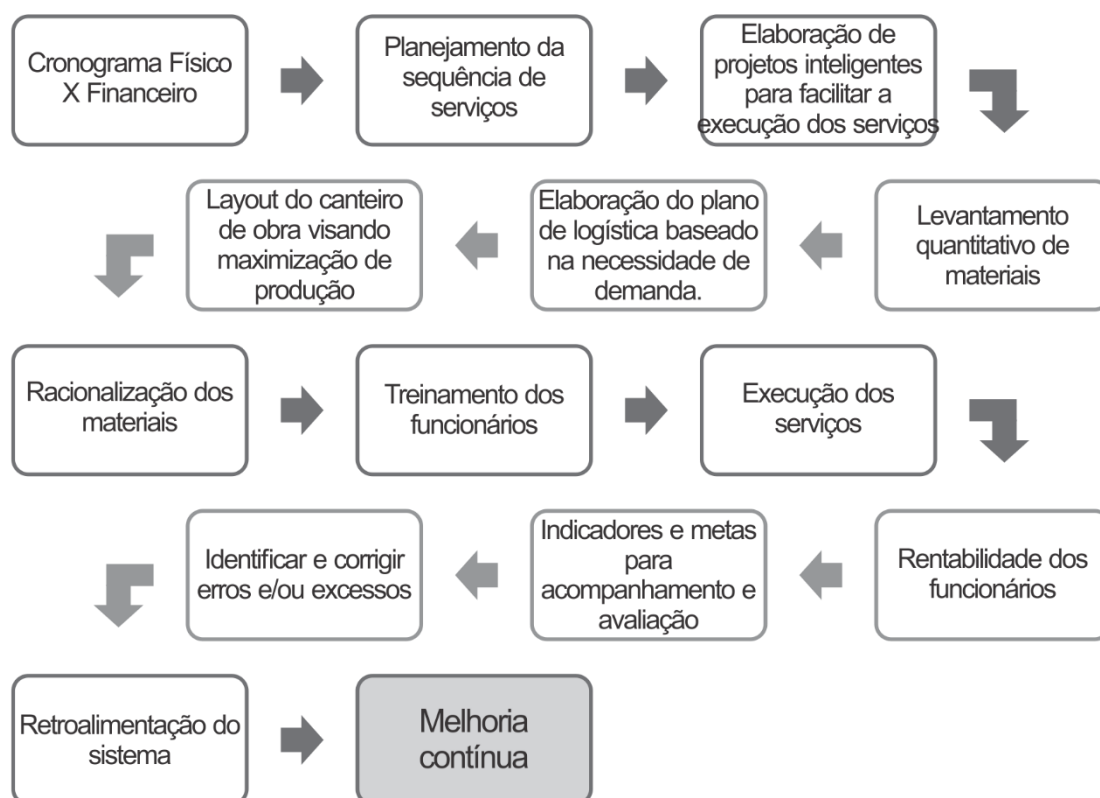 Cronograma Físico
X Financeiro
Planejamento da
sequência de
serviços
Elaboração de
projetos inteligentes
para facilitar a
execução dos serviços
Levantamento
quantitativo de
materiais
Elaboração do plano
de logística baseado
na necessidade de
demanda.
Layout do canteiro
de obra visando
maximização de
produção
Racionalização dos
materiais
Treinamento dos
funcionários
Execução dos
serviços
Rentabilidade dos
funcionários
Indicadores e metas
para
acompanhamento e
avaliação
Identificar e corrigir
erros e/ou excessos
Retroalimentação do
sistema
Melhoria
contínua